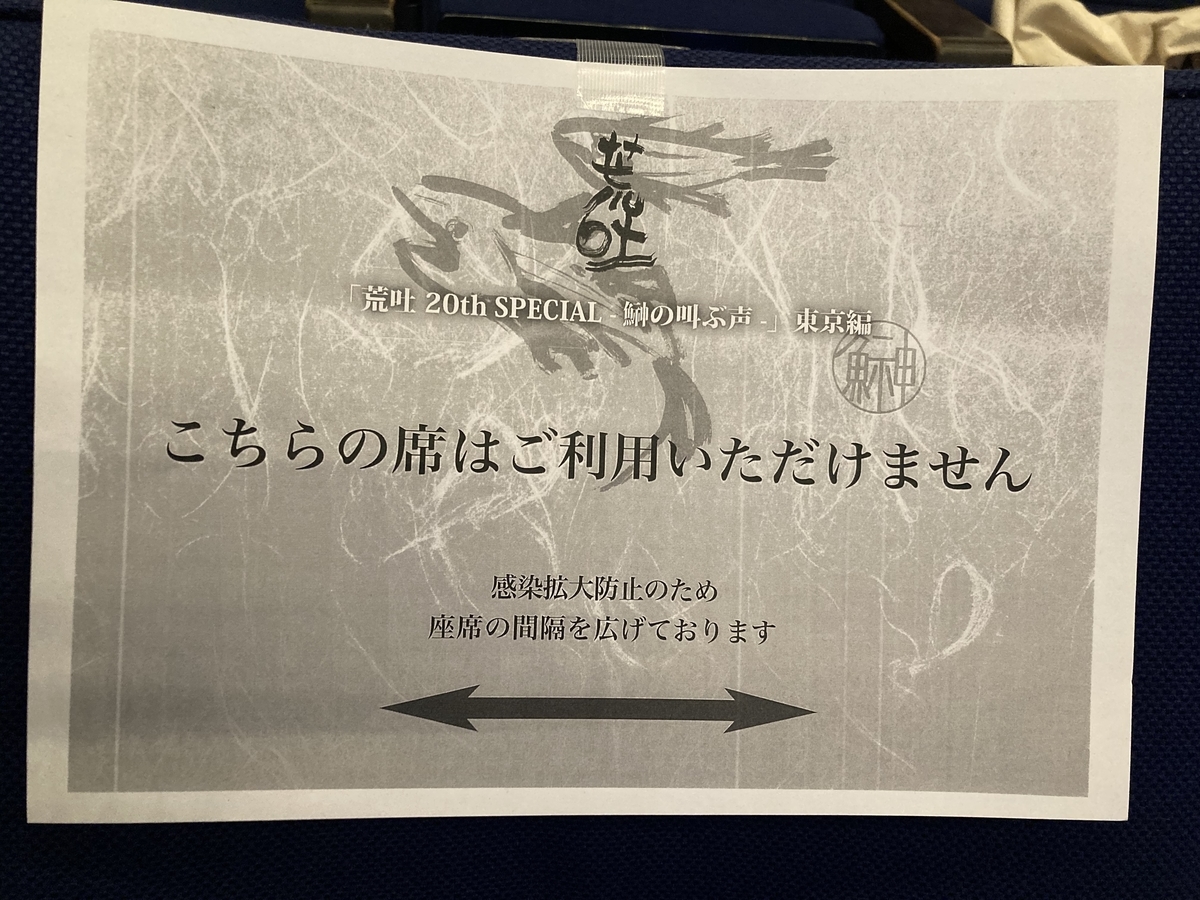 荒
吐
「荒吐 20th SPECIAL -鰰の叫ぶ声-」東京編
鰰
こちらの席はご利用いただけません
感染拡大防止のため
座席の間隔を広げております